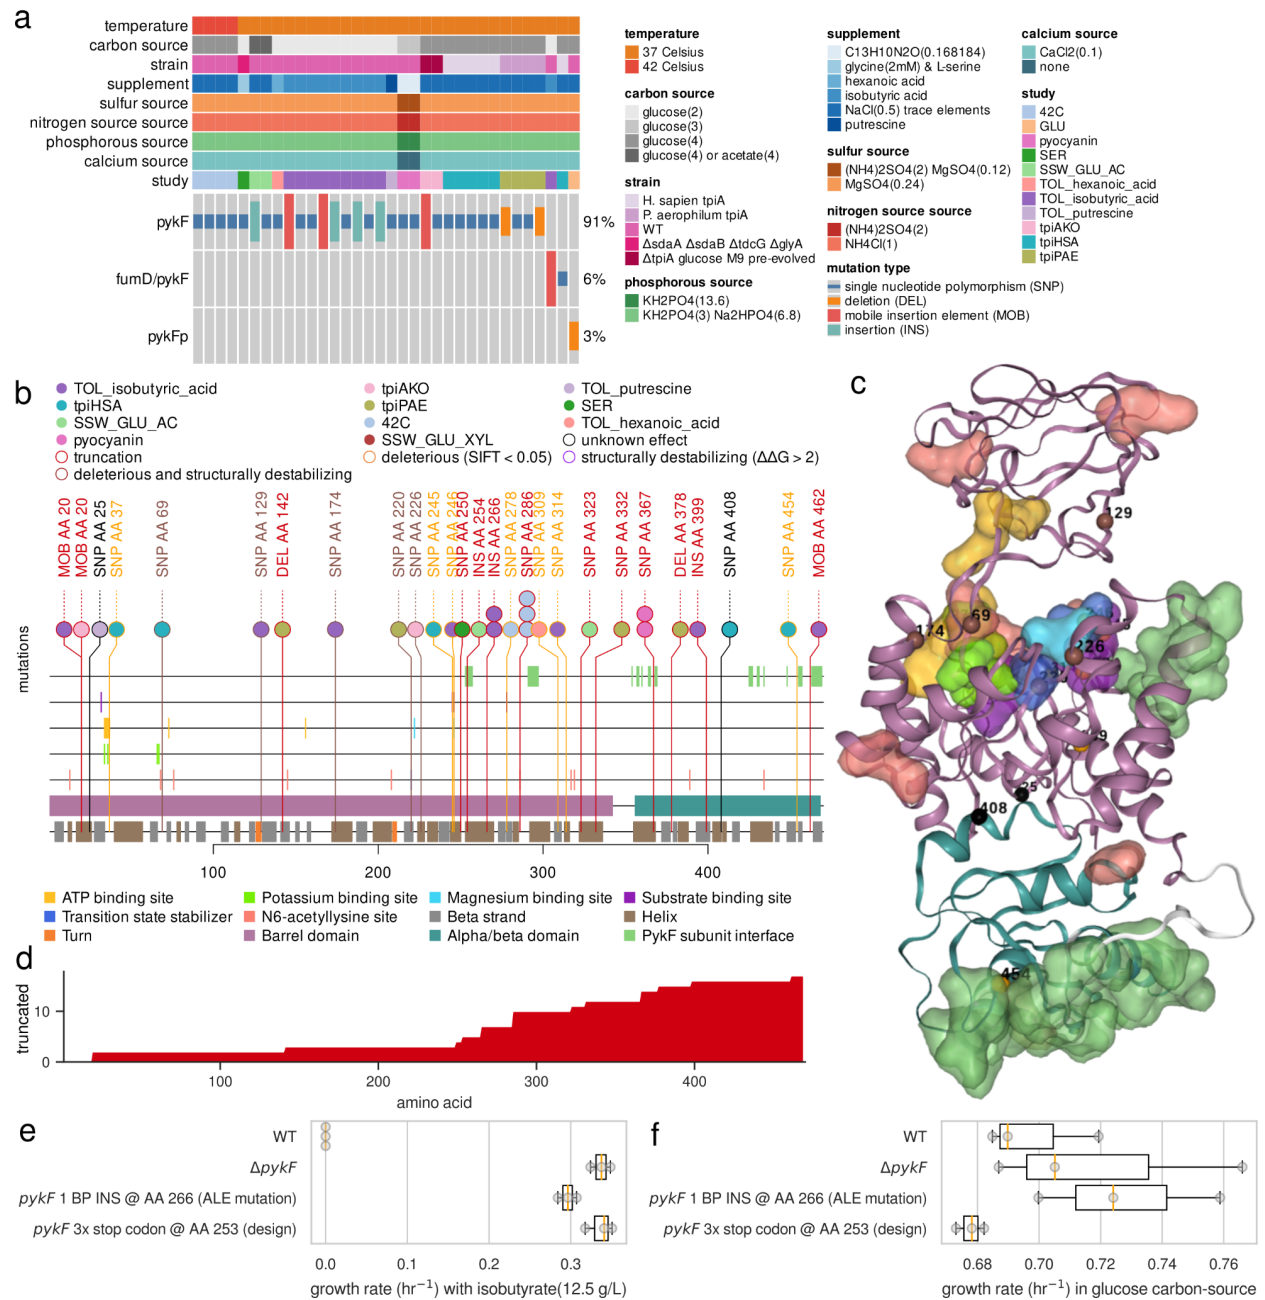 a
temperature
carbon source
strain
supplement
sulfur source
nitrogen source source
phosphorous source
calcium source
study
pykF
91%
fumD/pykF
6%
pykFp
3%
temperature
37 Celsius
42 Celsius
carbon source
glucose(2)
glucose(3)
glucose(4)
glucose(4) or acetate(4)
strain
H. sapien tpiA
P. aerophilum tpiA
WT
ΔsdaA ΔsdaB ΔtdcG ΔglyA
ΔtpiA glucose M9 pre-evolved
phosphorous source
KH2PO4(13.6)
KH2PO4(3) Na2HPO4(6.8)
supplement
C13H10N2O(0.168184)
glycine(2mM) & L-serine
hexanoic acid
isobutyric acid
NaCl(0.5) trace elements
putrescine
sulfur source
(NH4)2SO4(2) MgSO4(0.12)
MgSO4(0.24)
nitrogen source source
(NH4)2SO4(2)
NH4Cl(1)
mutation type
single nucleotide polymorphism (SNP)
deletion (DEL)
mobile insertion element (MOB)
insertion (INS)
calcium source
CaCl2(0.1)
none
study
42C
GLU
pyocyanin
SER
SSW_GLU_AC
TOL_hexanoic_acid
TOL_isobutyric_acid
TOL_putrescine
tpiAKO
tpiHSA
tpiPAE
b
TOL_isobutyric_acid
tpiHSA
SSW_GLU_AC
pyocyanin
truncation
deleterious and structurally destabilizing
tpiAKO
tpiPAE
42C
SSW_GLU_XYL
deleterious (SIFT < 0.05)
TOL_putrescine
SER
TOL_hexanoic_acid
unknown effect
structurally destabilizing (ΔΔG > 2)
MOB AA 20
MOB AA 20
SNP AA 25
SNP AA 37
SNP AA 69
SNP AA 129
DEL AA 142
SNP AA 174
SNP AA 220
SNP AA 226
SNP AA 245
SNP AA 246
SNP AA 250
INS AA 254
INS AA 266
SNP AA 278
SNP AA 286
SNP AA 309
SNP AA 314
SNP AA 323
SNP AA 332
SNP AA 367
DEL AA 378
INS AA 399
SNP AA 408
SNP AA 454
MOB AA 462
mutations
100
200
300
400
ATP binding site
Potassium binding site
Magnesium binding site
Substrate binding site
Transition state stabilizer
N6-acetyllysine site
Beta strand
Helix
Turn
Barrel domain
Alpha/beta domain
PykF subunit interface
c
129
69
174
226
25
408
454
d
truncated
10
0
100
200
300
400
amino acid
e
WT
ΔpykF
pykF 1 BP INS @ AA 266 (ALE mutation)
pykF 3x stop codon @ AA 253 (design)
0.0
0.1
0.2
0.3
growth rate (hr⁻¹) with isobutyrate(12.5 g/L)
f
WT
ΔpykF
pykF 1 BP INS @ AA 266 (ALE mutation)
pykF 3x stop codon @ AA 253 (design)
0.68
0.70
0.72
0.74
0.76
growth rate (hr⁻¹) in glucose carbon-source